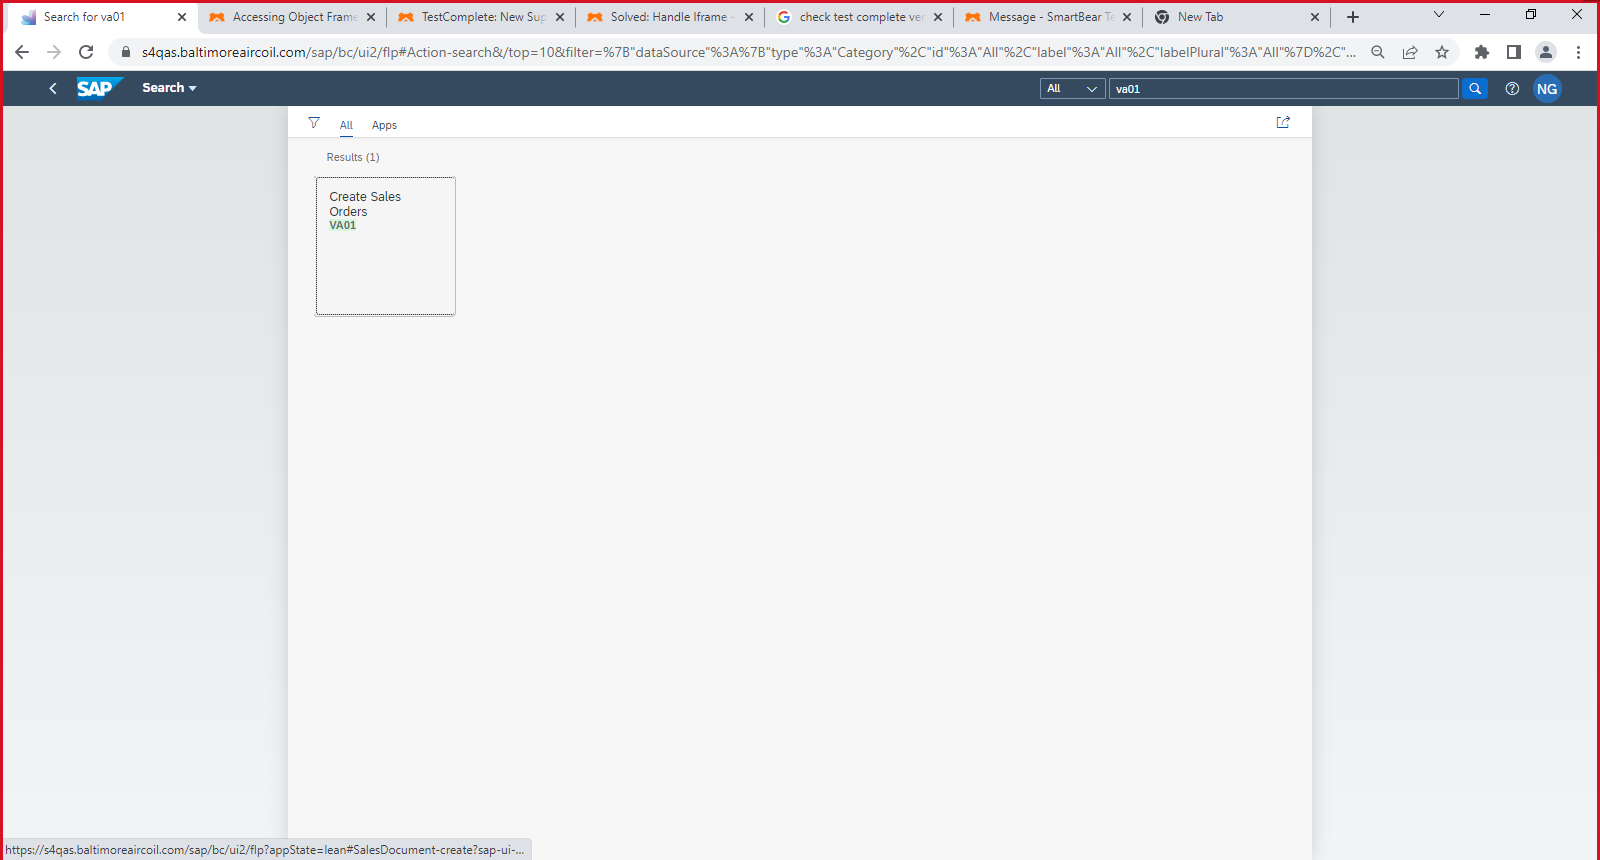 Search for va01
Accessing Object Frame
TestComplete: New Sup
Solved: Handle Iframe -
check test complete ver
Message - SmartBear Te
New Tab
s4qas.baltimoreaircoil.com/sap/bc/ui2/flp#Action-search&/top=10&filter=%7B"dataSource"%3A%7B"type"%3A"Category"%2C"id"%3A"All"%2C"label"%3A"All"%2C"labelPlural"%3A"All"%7D%2C"...
SAP
Search
All
va01
NG
All
Apps
Results (1)
Create Sales
Orders
VA01
https://s4qas.baltimoreaircoil.com/sap/bc/ui2/flp?appState=lean#SalesDocument-create?sap-ui-...